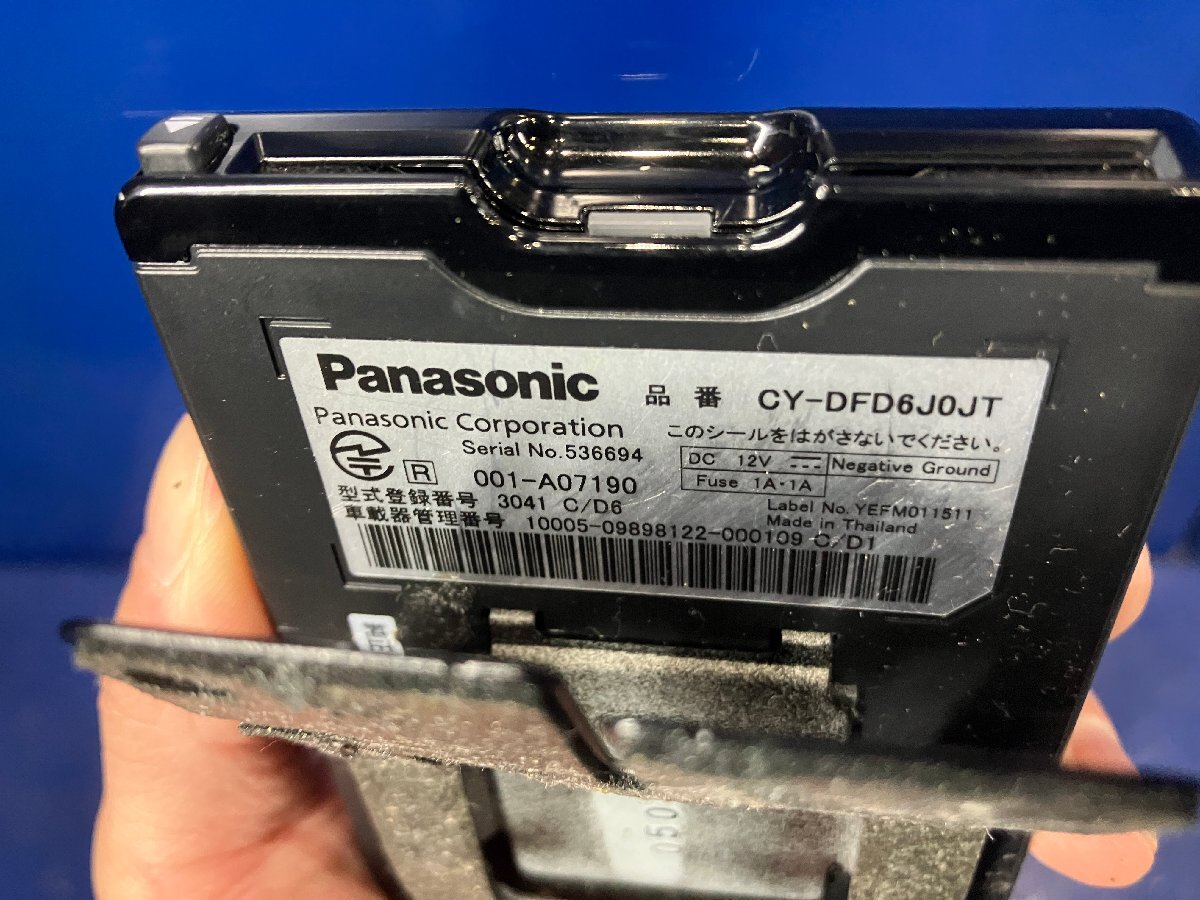 Panasonic 品番 CY-DFD6J0JT
Panasonic Corporation このシールをはがさないでください。
Serial No.536694 DC 12V Negative Ground
R 001-A07190 Fuse 1A・1A
型式登録番号 3041 C/D6 Label No. YEFM011511
車載器管理番号 10005-09898122-000109 C/D1 Made in Thailand
050